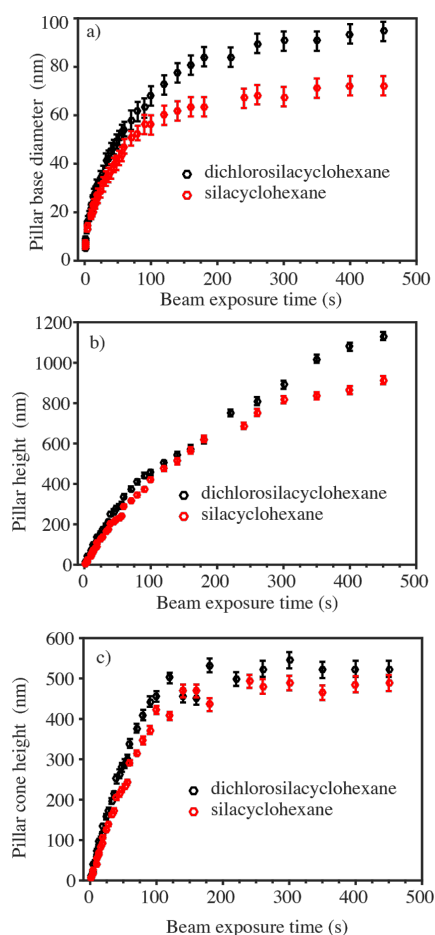 a)
Pillar base diameter (nm)
100
80
60
40
20
0
dichlorosilacyclohexane
silacyclohexane
0 100 200 300 400 500
Beam exposure time (s)
b)
Pillar height (nm)
1200
1000
800
600
400
200
0
dichlorosilacyclohexane
silacyclohexane
0 100 200 300 400 500
Beam exposure time (s)
c)
Pillar cone height (nm)
600
500
400
300
200
100
0
dichlorosilacyclohexane
silacyclohexane
0 100 200 300 400 500
Beam exposure time (s)